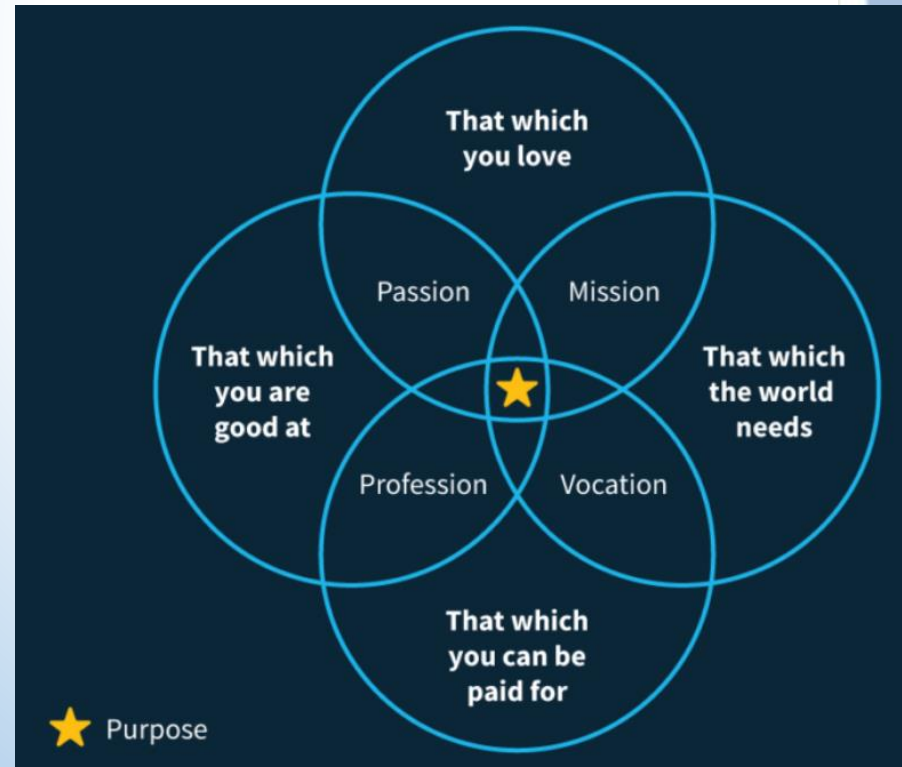 That which
you love
Passion
Mission
That which
you are
good at
That which
the world
needs
Profession
Vocation
That which
you can be
paid for
Purpose